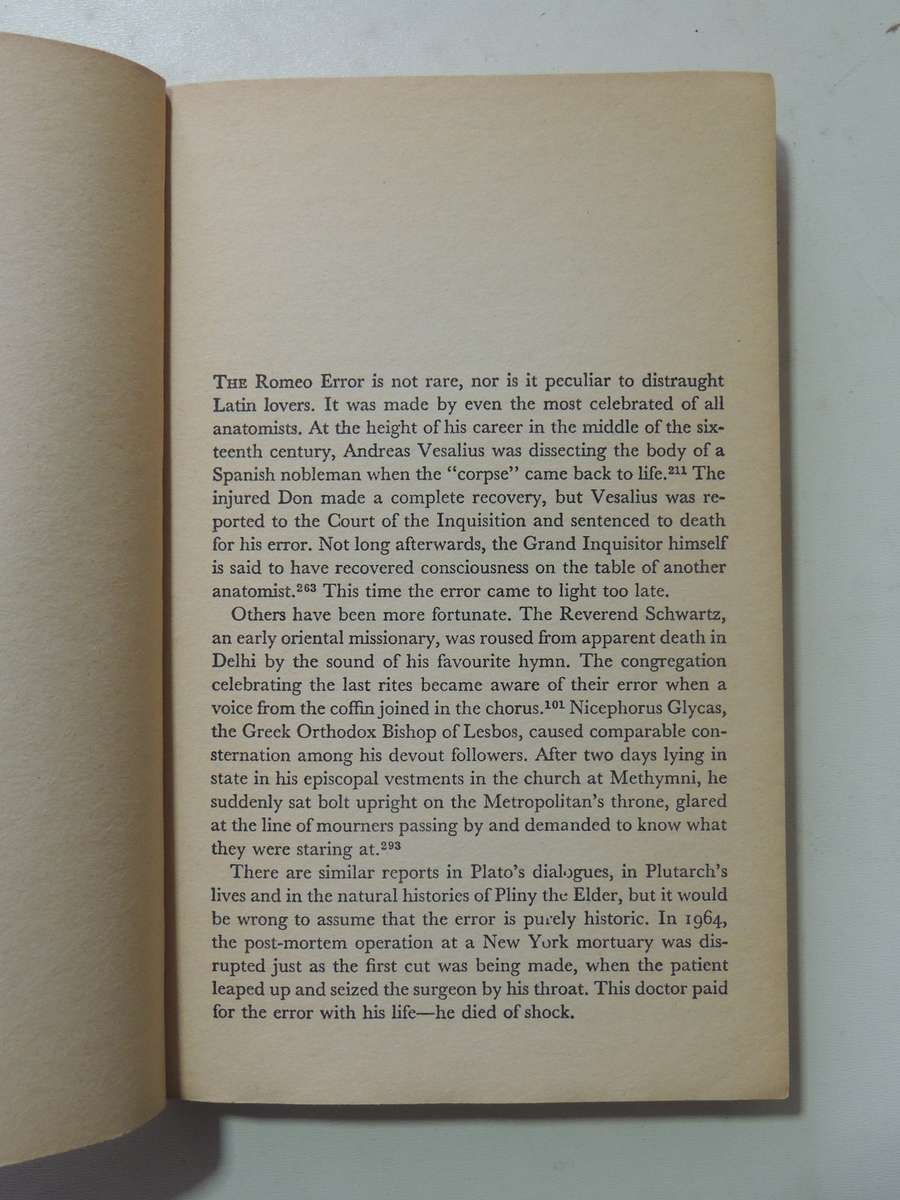 THE Romeo Error is not rare, nor is it peculiar to distraught
Latin lovers. It was made by even the most celebrated of all
anatomists. At the height of his career in the middle of the six-
teenth century, Andreas Vesalius was dissecting the body of a
Spanish nobleman when the "corpse" came back to life.²¹¹ The
injured Don made a complete recovery, but Vesalius was re-
ported to the Court of the Inquisition and sentenced to death
for his error. Not long afterwards, the Grand Inquisitor himself
is said to have recovered consciousness on the table of another
anatomist.²⁶³ This time the error came to light too late.
Others have been more fortunate. The Reverend Schwartz,
an early oriental missionary, was roused from apparent death in
Delhi by the sound of his favourite hymn. The congregation
celebrating the last rites became aware of their error when a
voice from the coffin joined in the chorus.¹⁰¹ Nicephorus Glycas,
the Greek Orthodox Bishop of Lesbos, caused comparable con-
sternation among his devout followers. After two days lying in
state in his episcopal vestments in the church at Methymni, he
suddenly sat bolt upright on the Metropolitan's throne, glared
at the line of mourners passing by and demanded to know what
they were staring at.²⁹³
There are similar reports in Plato's dialogues, in Plutarch's
lives and in the natural histories of Pliny the Elder, but it would
be wrong to assume that the error is purely historic. In 1964,
the post-mortem operation at a New York mortuary was dis-
rupted just as the first cut was being made, when the patient
leaped up and seized the surgeon by his throat. This doctor paid
for the error with his life—he died of shock.